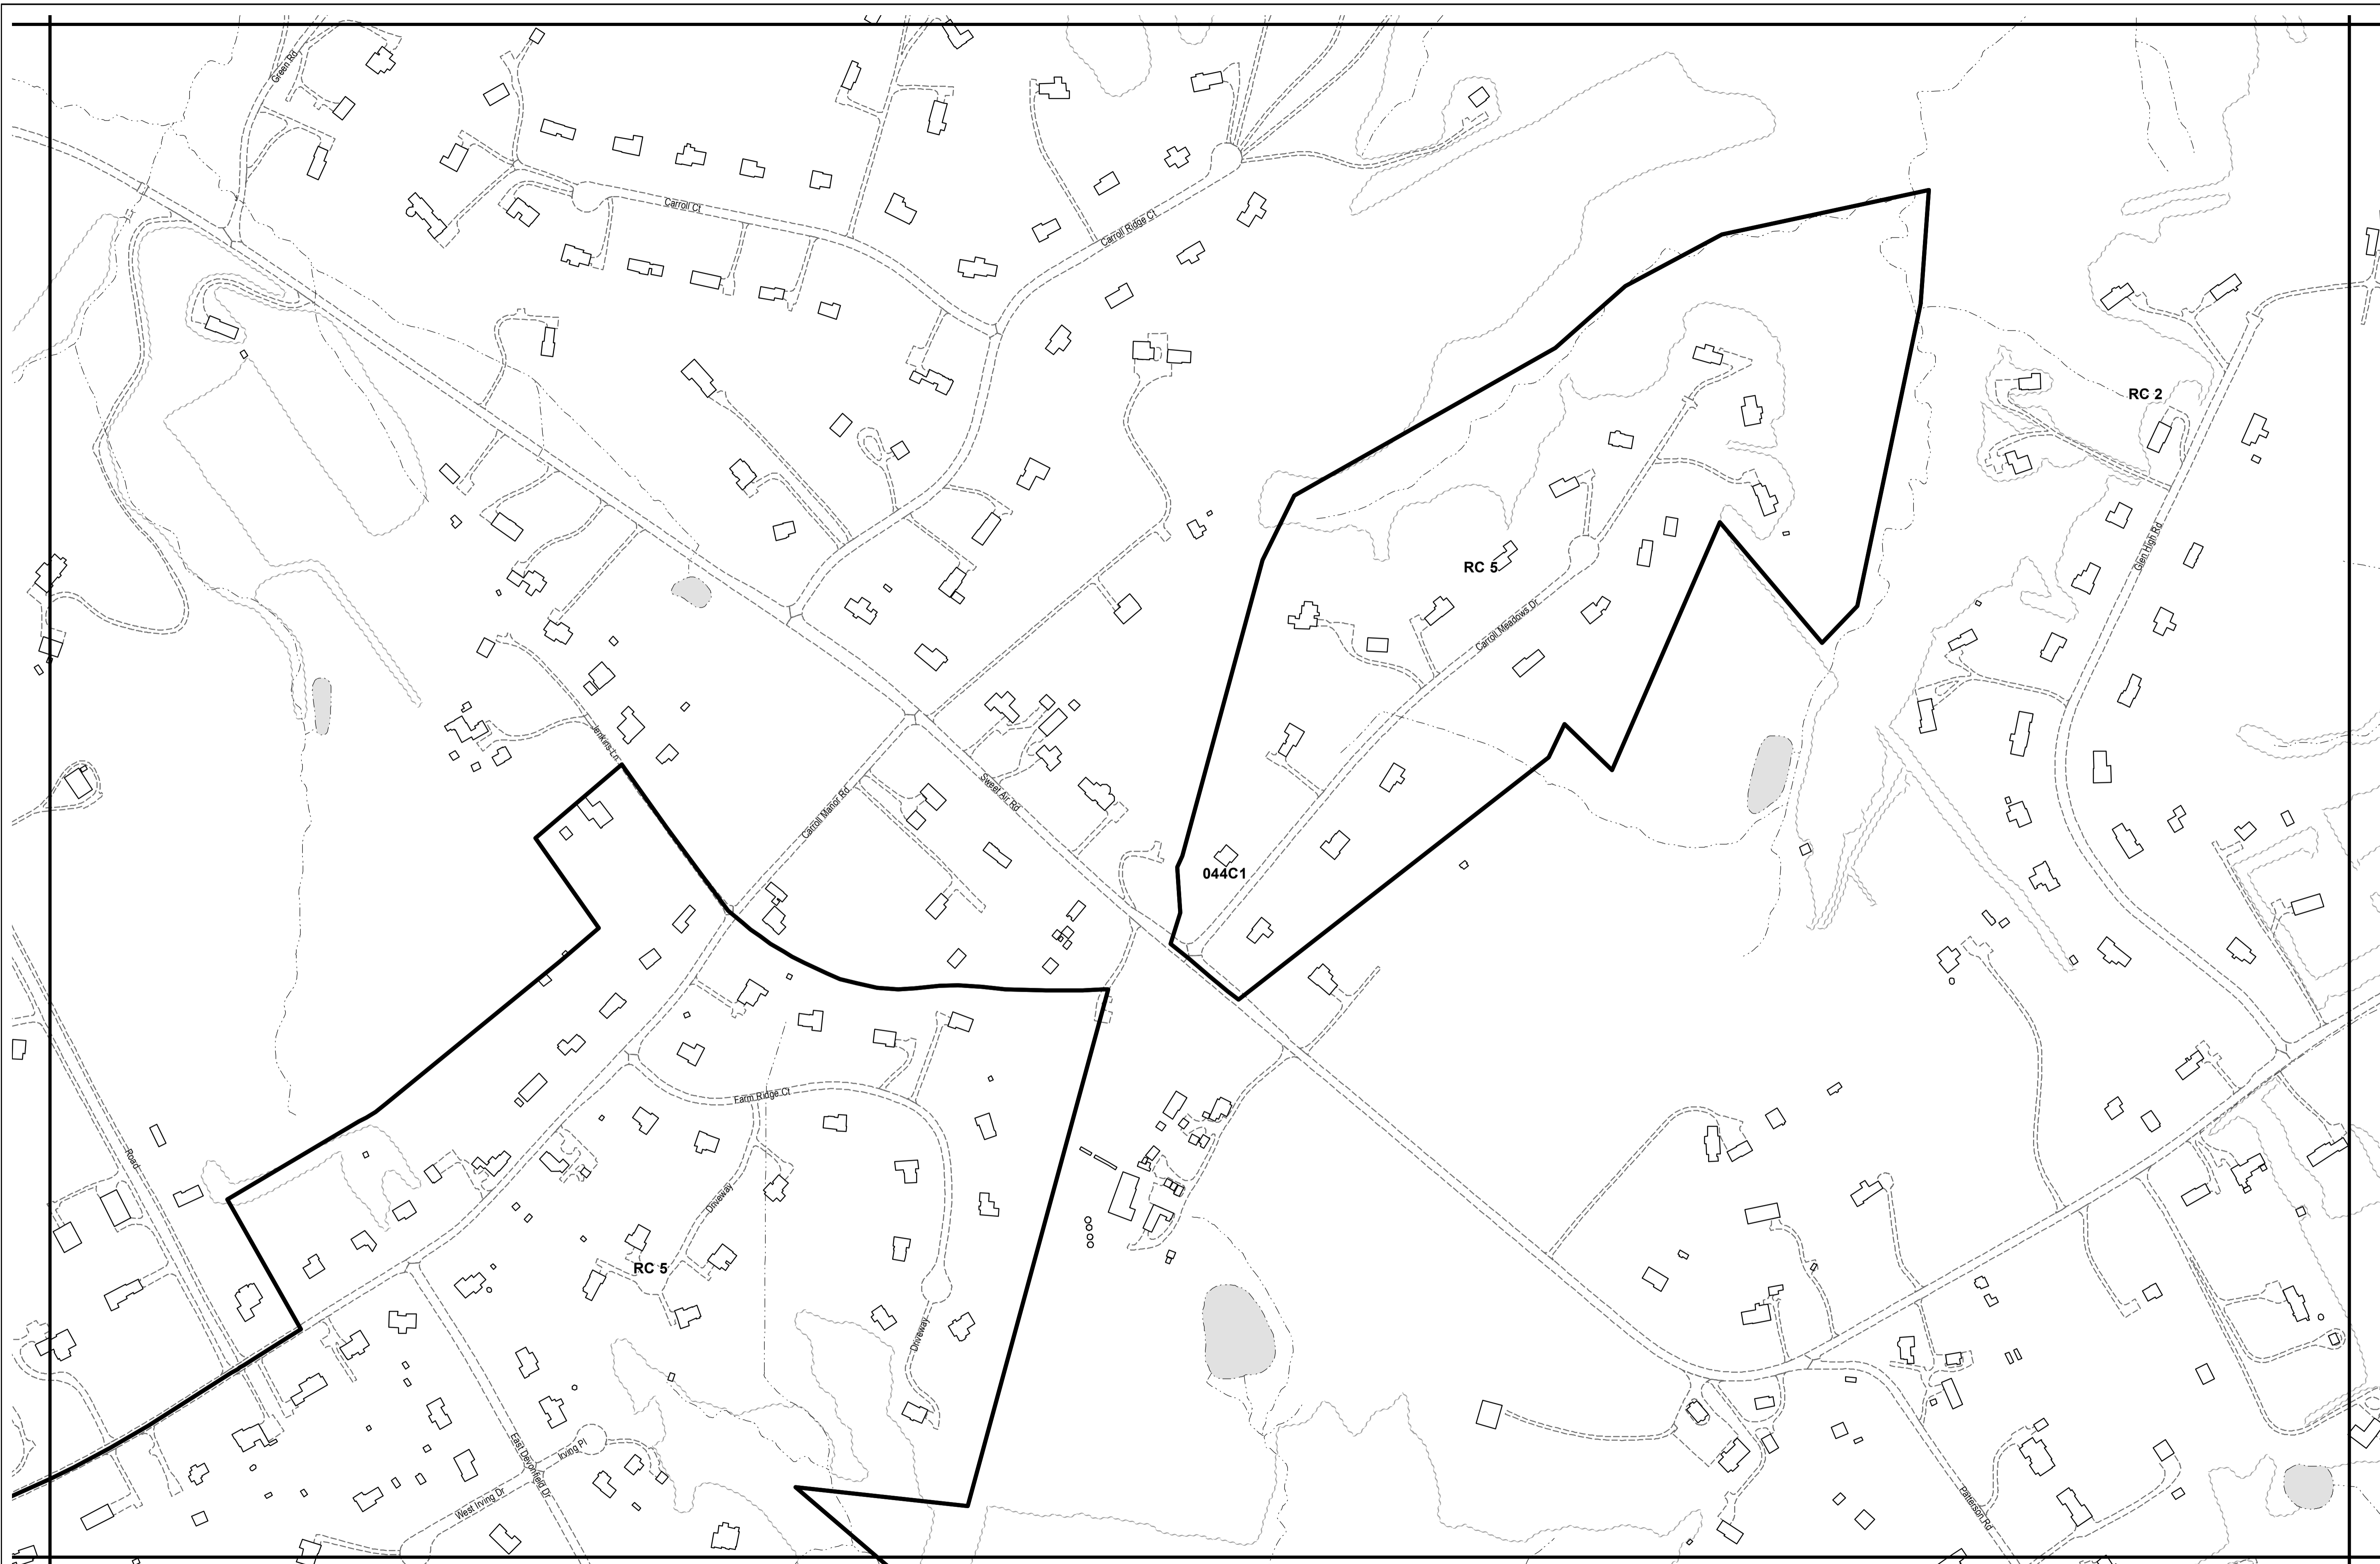 Green Rd
Carroll Ct
Carroll Ridge Ct
RC 2
Glen High Rd
RC 5
Carroll Meadows Dr
Jenkins Ln
Sweet Air Rd
Carroll Manor Rd
044C1
Farm Ridge Ct
Road
Driveway
RC 5
Driveway
East Devonfield Dr
Irving Pl
West Irving Dr
Patterson Rd